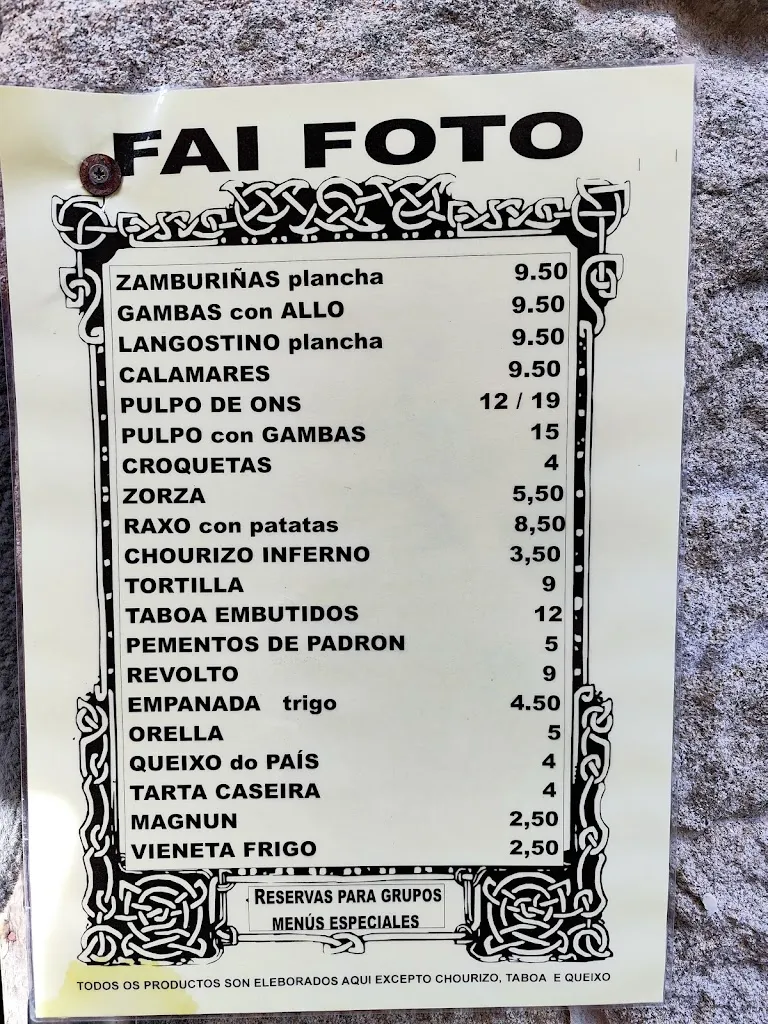 FAI FOTO
ZAMBURIÑAS plancha 9.50
GAMBAS con ALLO 9.50
LANGOSTINO plancha 9.50
CALAMARES 9.50
PULPO DE ONS 12 / 19
PULPO con GAMBAS 15
CROQUETAS 4
ZORZA 5,50
RAXO con patatas 8,50
CHOURIZO INFERNO 3,50
TORTILLA 9
TABOA EMBUTIDOS 12
PEMENTOS DE PADRON 5
REVOLTO 9
EMPANADA trigo 4.50
ORELLA 5
QUEIXO do PAÍS 4
TARTA CASEIRA 4
MAGNUN 2,50
VIENETA FRIGO 2,50
RESERVAS PARA GRUPOS
MENÚS ESPECIALES
TODOS OS PRODUCTOS SON ELEBORADOS AQUI EXCEPTO CHOURIZO, TABOA E QUEIXO